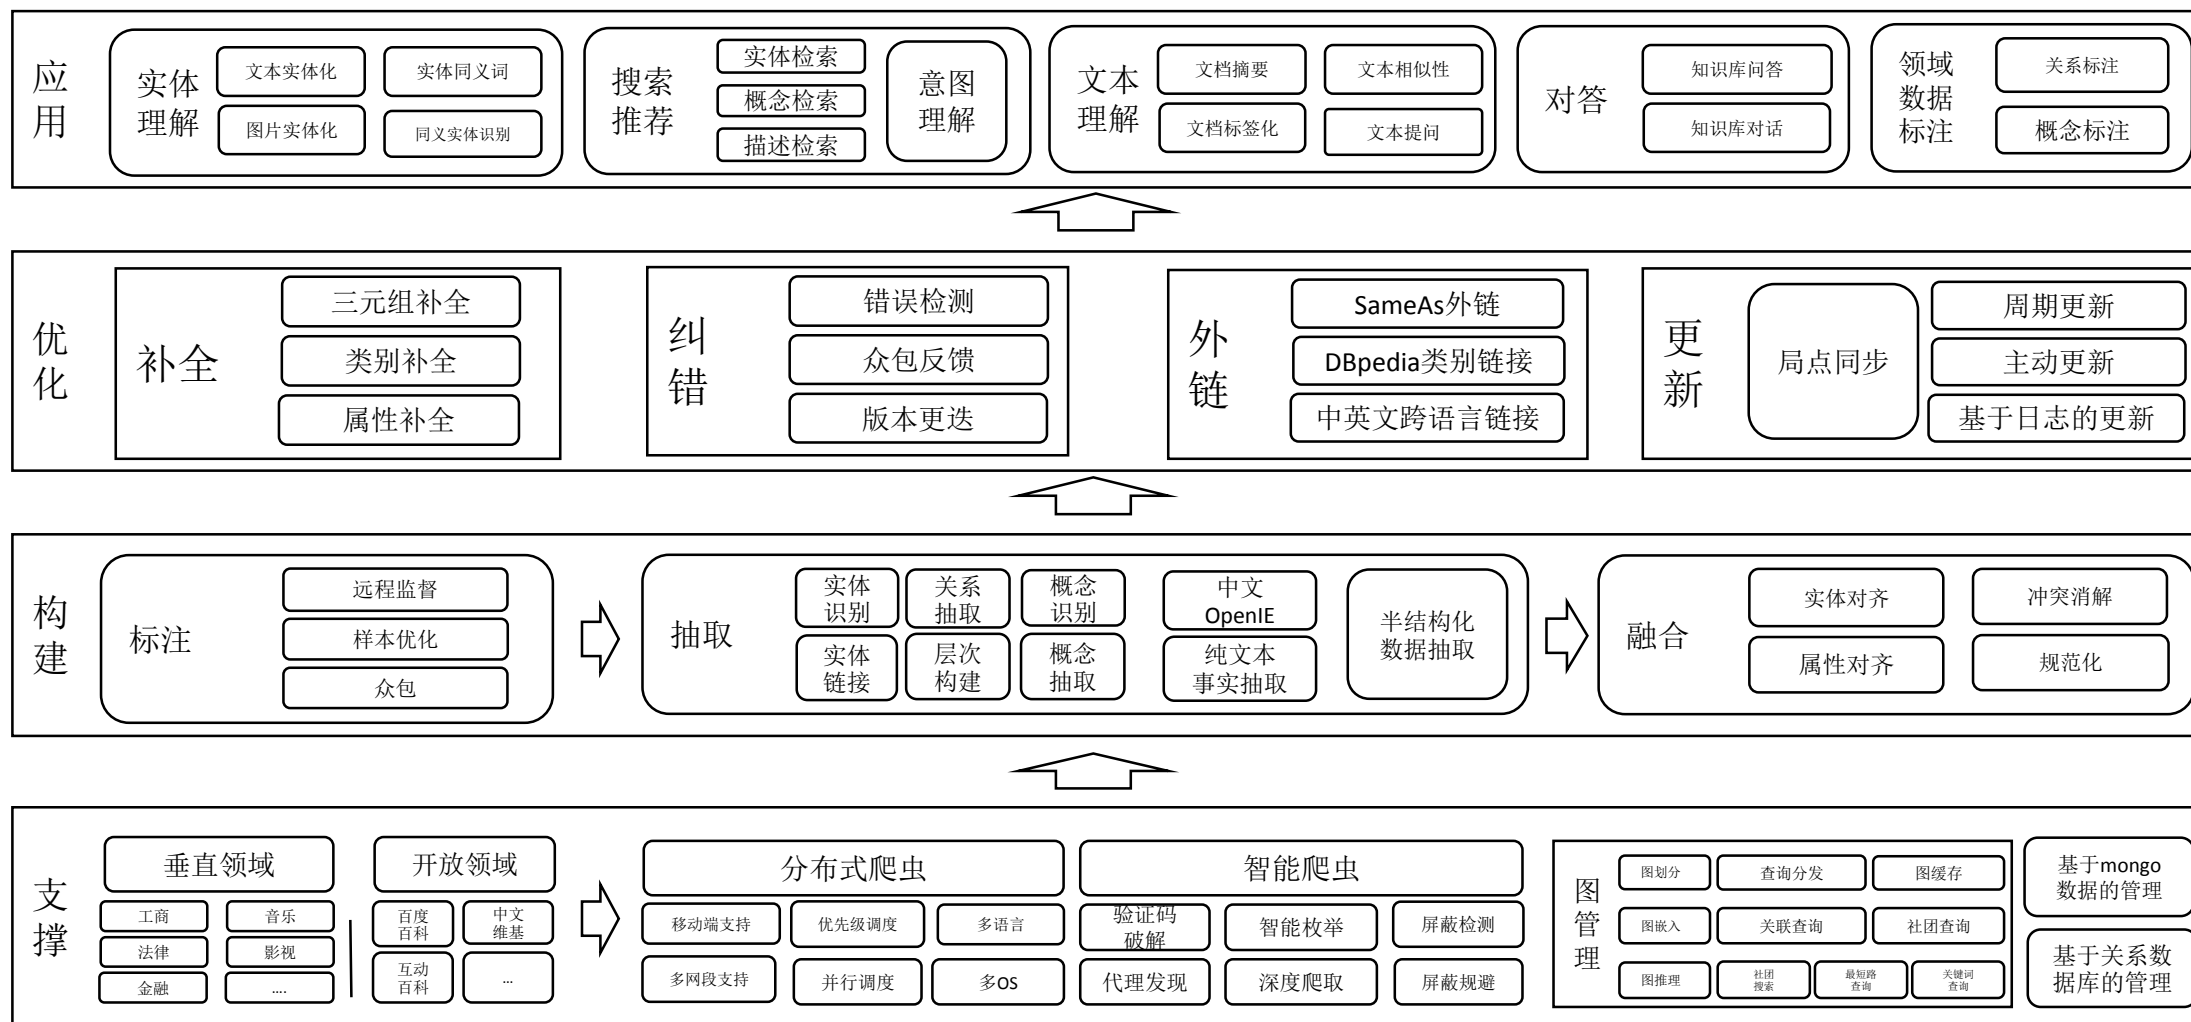 应
用
实体
理解
文本实体化
实体同义词
图片实体化
同义实体识别
搜索
推荐
实体检索
概念检索
描述检索
意图
理解
文本
理解
文档摘要
文本相似性
文档标签化
文本提问
对答
知识库问答
知识库对话
领域
数据
标注
关系标注
概念标注
优
化
补全
三元组补全
类别补全
属性补全
纠
错
错误检测
众包反馈
版本更迭
外
链
SameAs外链
DBpedia类别链接
中英文跨语言链接
更
新
局点同步
周期更新
主动更新
基于日志的更新
构
建
标注
远程监督
样本优化
众包
抽取
实体
识别
关系
抽取
概念
识别
中文
OpenIE
实体
链接
层次
构建
概念
抽取
纯文本
事实抽取
半结构化
数据抽取
融合
实体对齐
冲突消解
属性对齐
规范化
支
撑
垂直领域
工商
音乐
法律
影视
金融
....
开放领域
百度
百科
中文
维基
互动
百科
...
分布式爬虫
移动端支持
优先级调度
多语言
多网段支持
并行调度
多OS
智能爬虫
验证码
破解
智能枚举
屏蔽检测
代理发现
深度爬取
屏蔽规避
图
管
理
图划分
查询分发
图缓存
图嵌入
关联查询
社团查询
图推理
社团
搜索
最短路
查询
关键词
查询
基于mongo
数据的管理
基于关系数
据库的管理